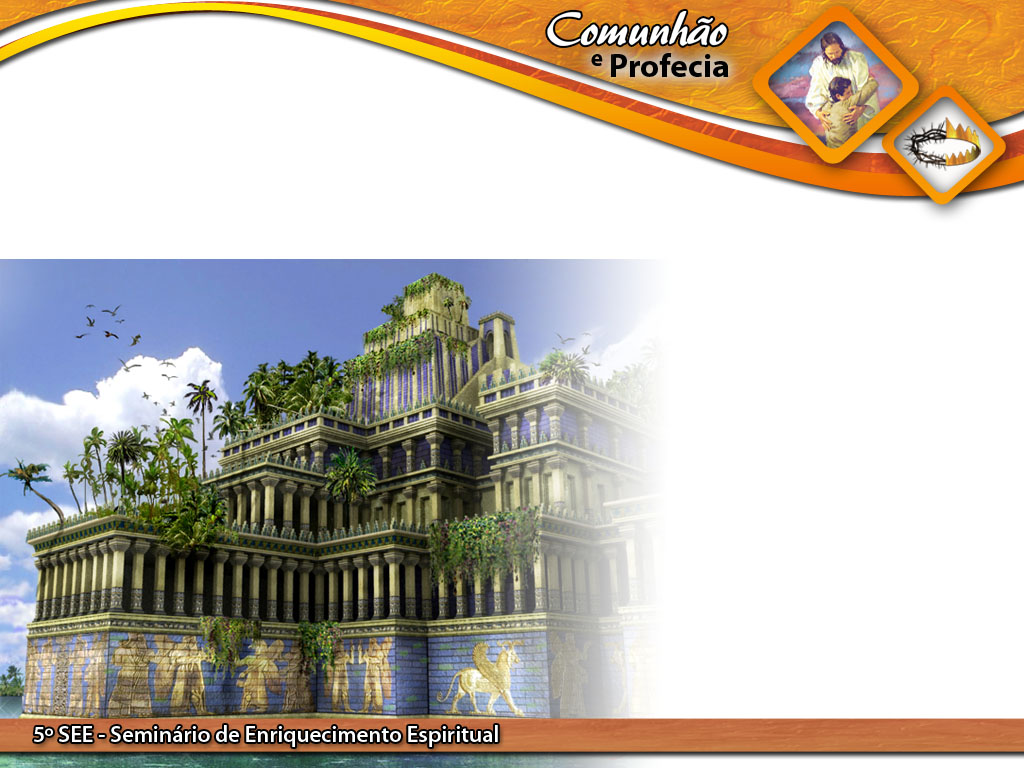 Comunhão
e Profecia
5º SEE - Seminário de Enriquecimento Espiritual